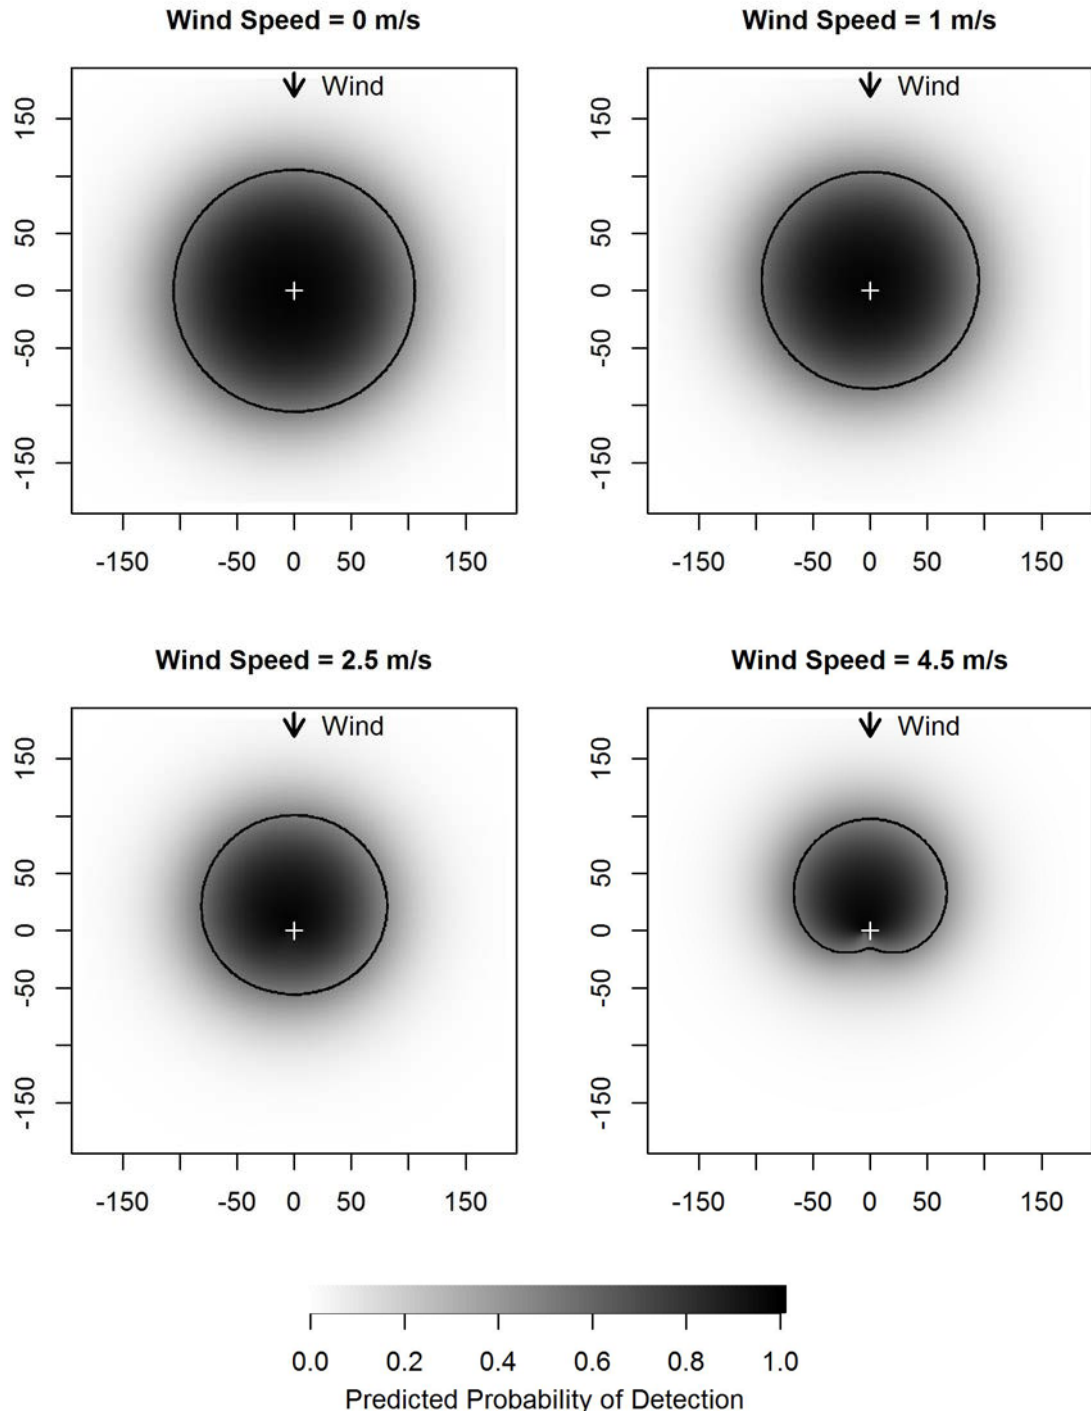 Wind Speed = 0 m/s
Wind
150
50
0
-50
-150
-150 -50 0 50 150
Wind Speed = 1 m/s
Wind
150
50
0
-50
-150
-150 -50 0 50 150
Wind Speed = 2.5 m/s
Wind
150
50
0
-50
-150
-150 -50 0 50 150
Wind Speed = 4.5 m/s
Wind
150
50
0
-50
-150
-150 -50 0 50 150
0.0 0.2 0.4 0.6 0.8 1.0
Predicted Probability of Detection